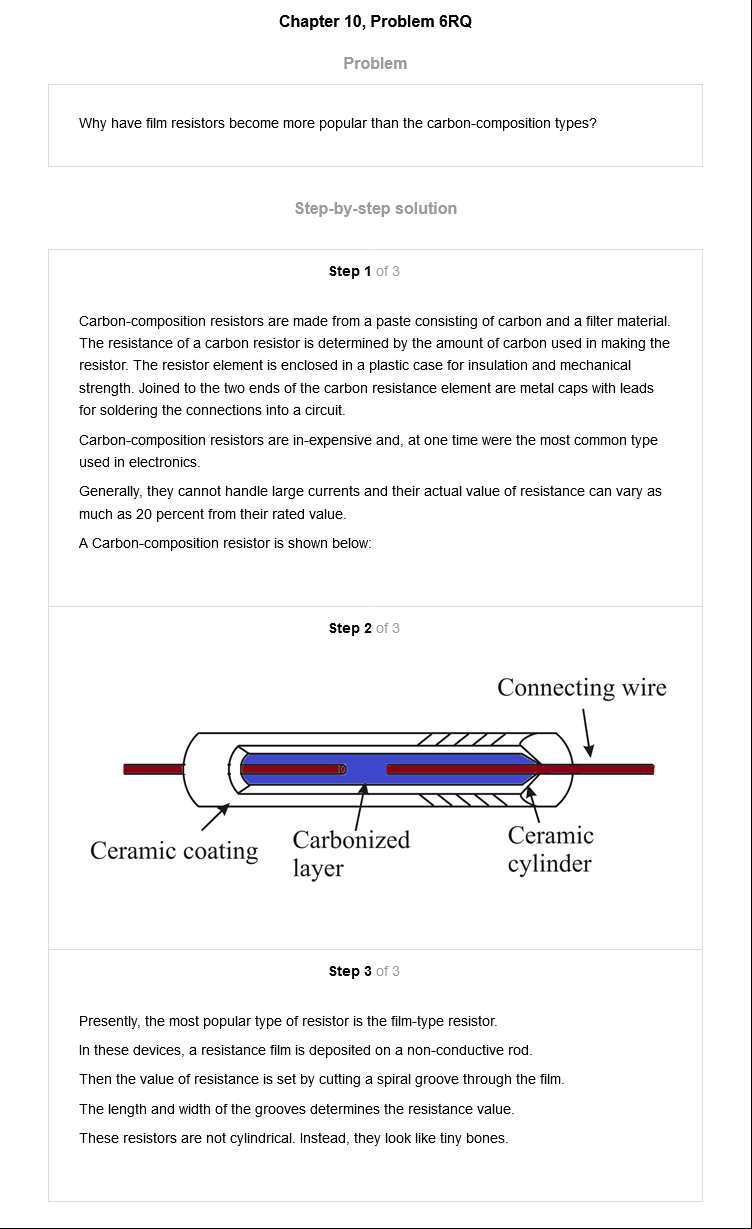 Chapter 10, Problem 6RQ
Problem
Why have film resistors become more popular than the carbon-composition types?
Step-by-step solution
Step 1 of 3
Carbon-composition resistors are made from a paste consisting of carbon and a filter material.
The resistance of a carbon resistor is determined by the amount of carbon used in making the
resistor. The resistor element is enclosed in a plastic case for insulation and mechanical
strength. Joined to the two ends of the carbon resistance element are metal caps with leads
for soldering the connections into a circuit.
Carbon-composition resistors are in-expensive and, at one time were the most common type
used in electronics.
Generally, they cannot handle large currents and their actual value of resistance can vary as
much as 20 percent from their rated value.
A Carbon-composition resistor is shown below:
Step 2 of 3
Connecting wire
Ceramic coating
Carbonized
layer
Ceramic
cylinder
Step 3 of 3
Presently, the most popular type of resistor is the film-type resistor.
In these devices, a resistance film is deposited on a non-conductive rod.
Then the value of resistance is set by cutting a spiral groove through the film.
The length and width of the grooves determines the resistance value.
These resistors are not cylindrical. Instead, they look like tiny bones.